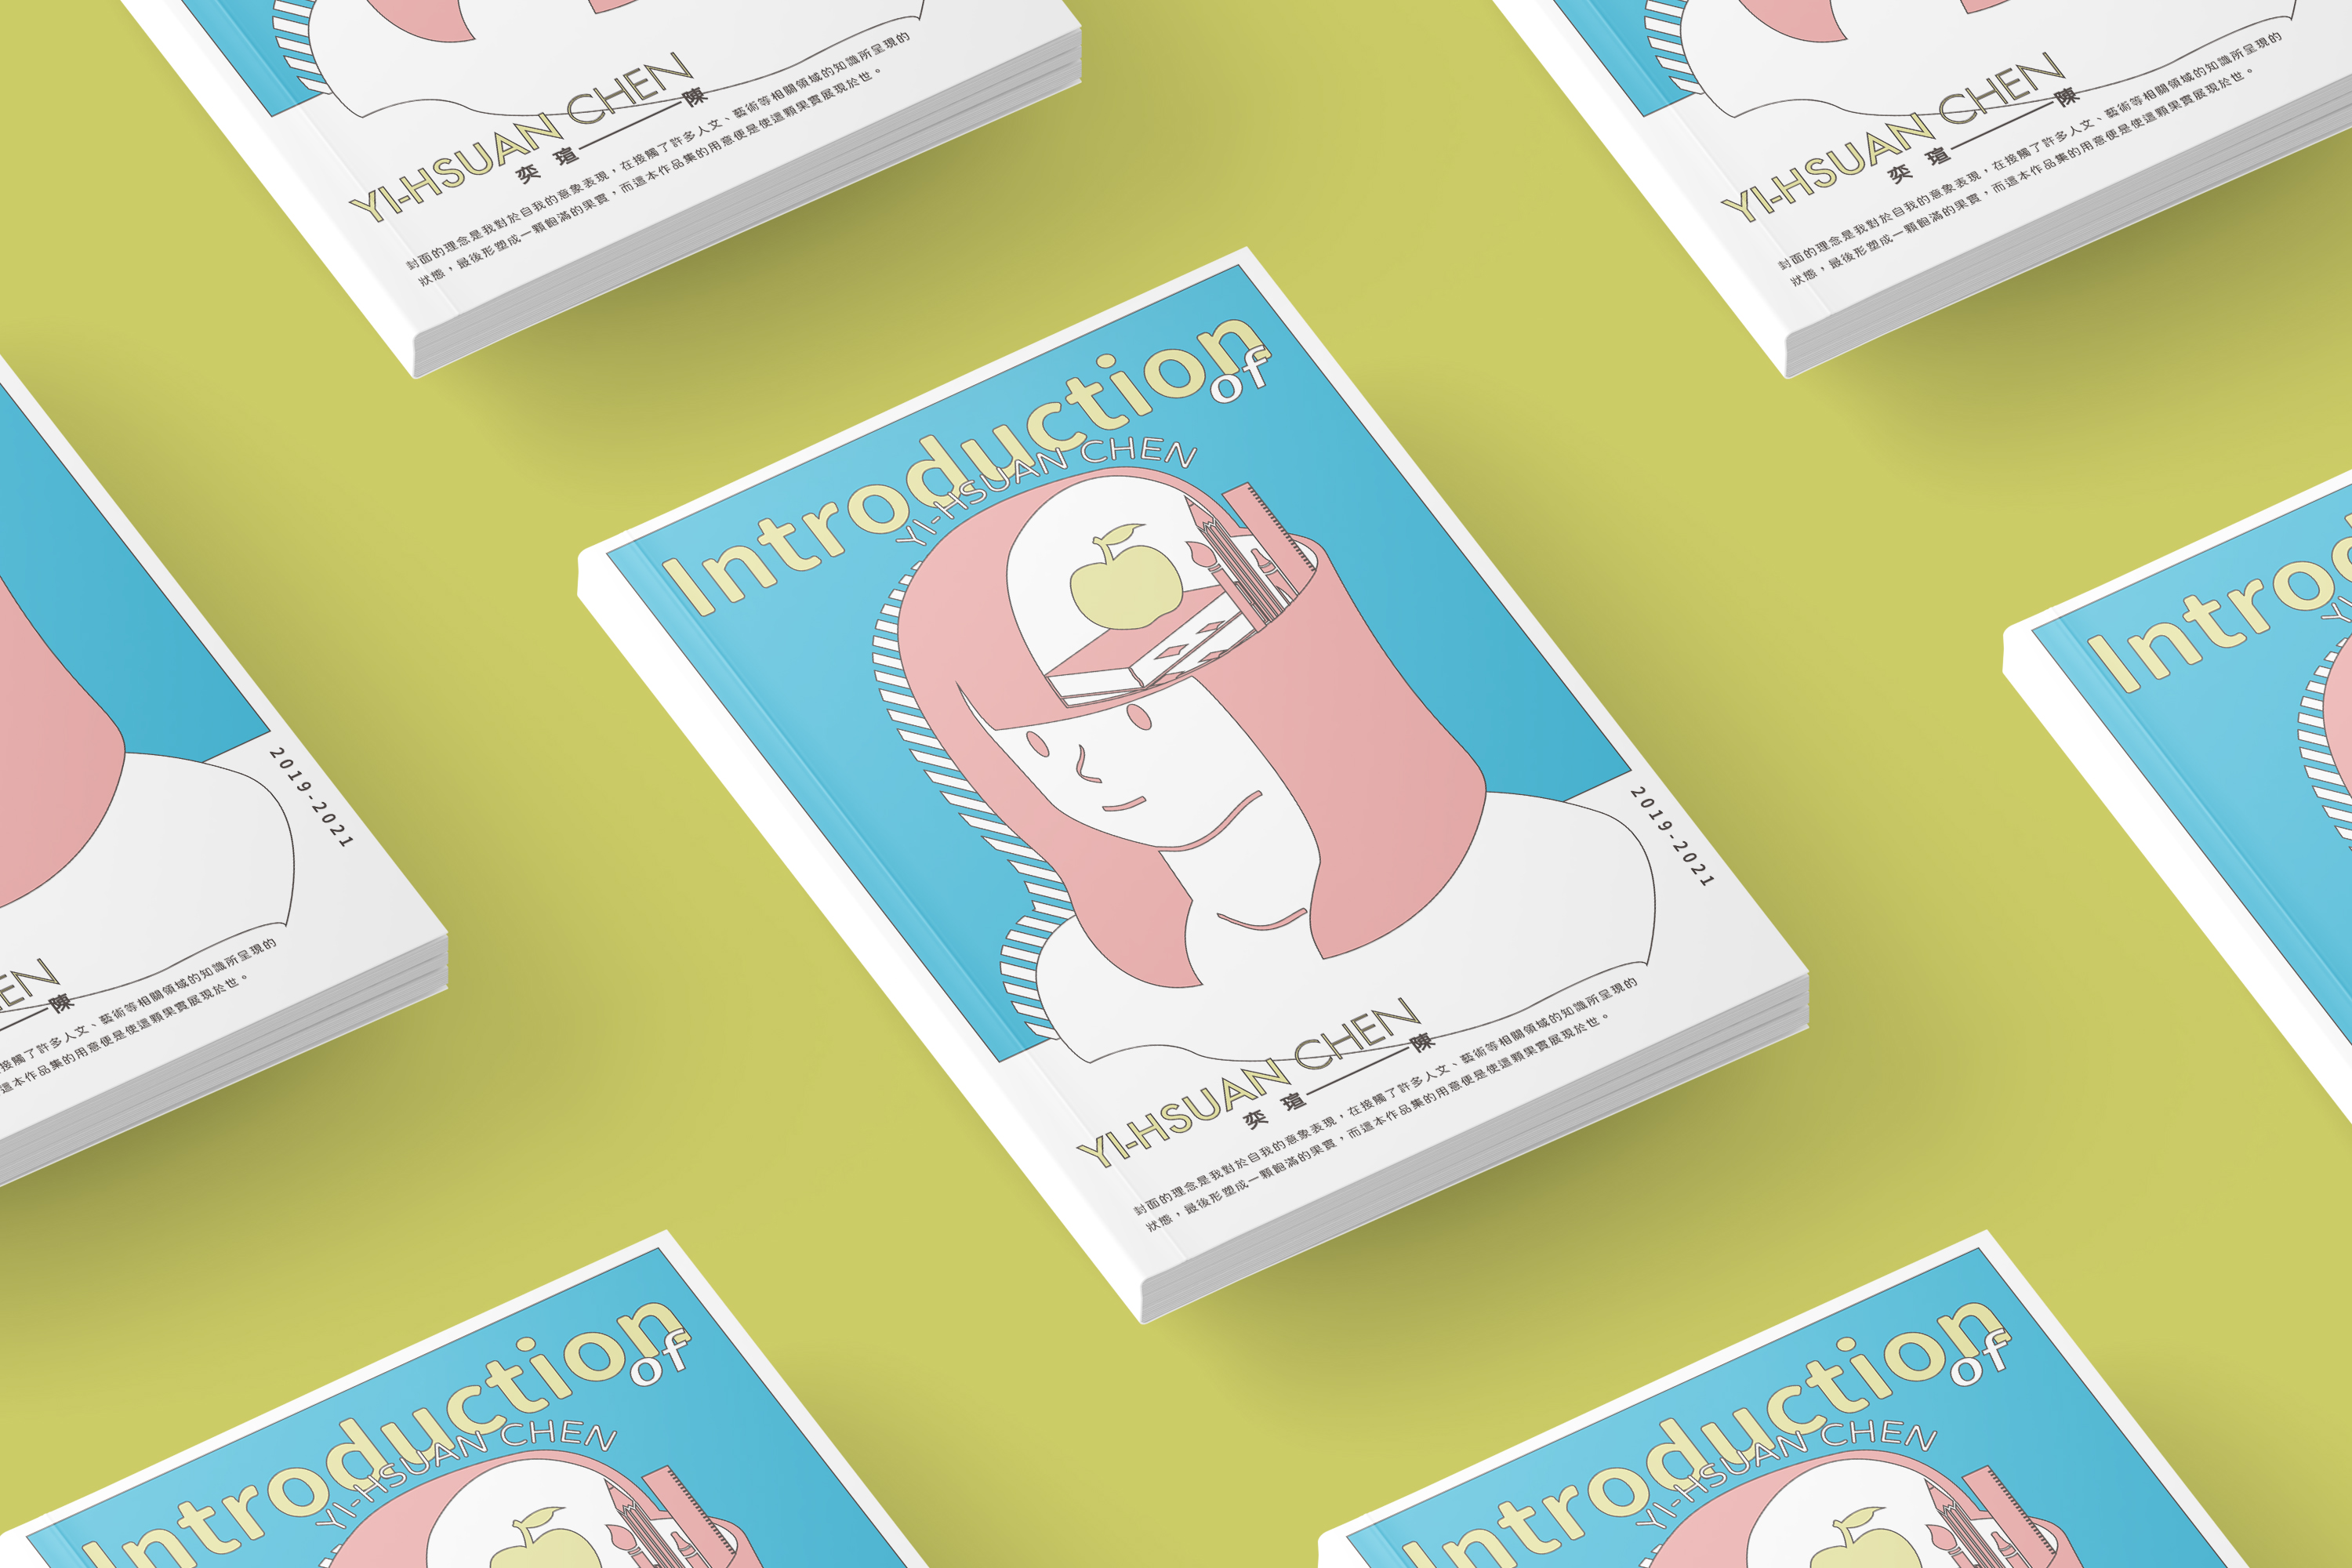 YI-HSUAN CHEN
奕 瑄——陳
封面的理念是我對於自我的意象表現，在接觸了許多人文、藝術等相關領域的知識所呈現的
狀態，最後形塑成一顆飽滿的果實，而這本作品集的用意便是使這顆果實展現於世。
YI-HSUAN CHEN
奕 瑄——陳
封面的理念是我對於自我的意象表現，在接觸了許多人文、藝術等相關領域的知識所呈現的
狀態，最後形塑成一顆飽滿的果實，而這本作品集的用意便是使這顆果實展現於世。
Introduction
of
YI-HSUAN CHEN
2019-2021
YI-HSUAN CHEN
奕 瑄——陳
封面的理念是我對於自我的意象表現，在接觸了許多人文、藝術等相關領域的知識所呈現的
狀態，最後形塑成一顆飽滿的果實，而這本作品集的用意便是使這顆果實展現於世。
2019-2021
陳
接觸了許多人文、藝術等相關領域的知識所呈現的
這本作品集的用意便是使這顆果實展現於世。
Introd
Introduction
of
YI-HSUAN CHEN
Introduction
of
YI-HSUAN CHEN